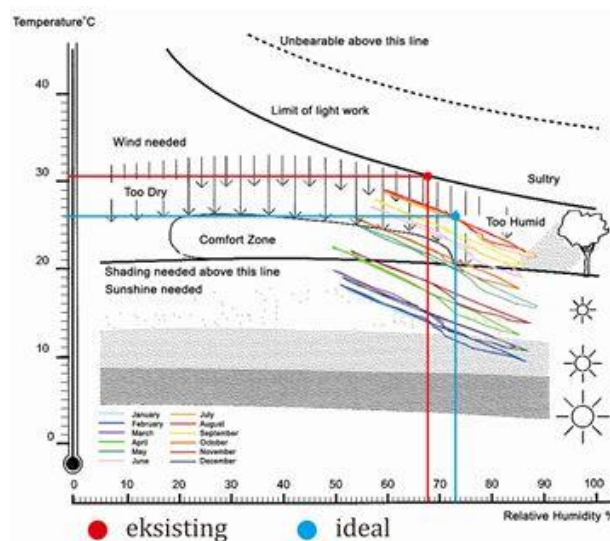 Temperature˚C
Unbearable above this line
40
Limit of light work
Wind needed
30
Sultry
Too Dry
Too Humid
Comfort Zone
20
Shading needed above this line
Sunshine needed
10
January
February
March
April
May
June
July
August
September
October
November
December
0
0 10 20 30 40 50 60 70 80 90 100
Relative Humidity %
eksisting ideal